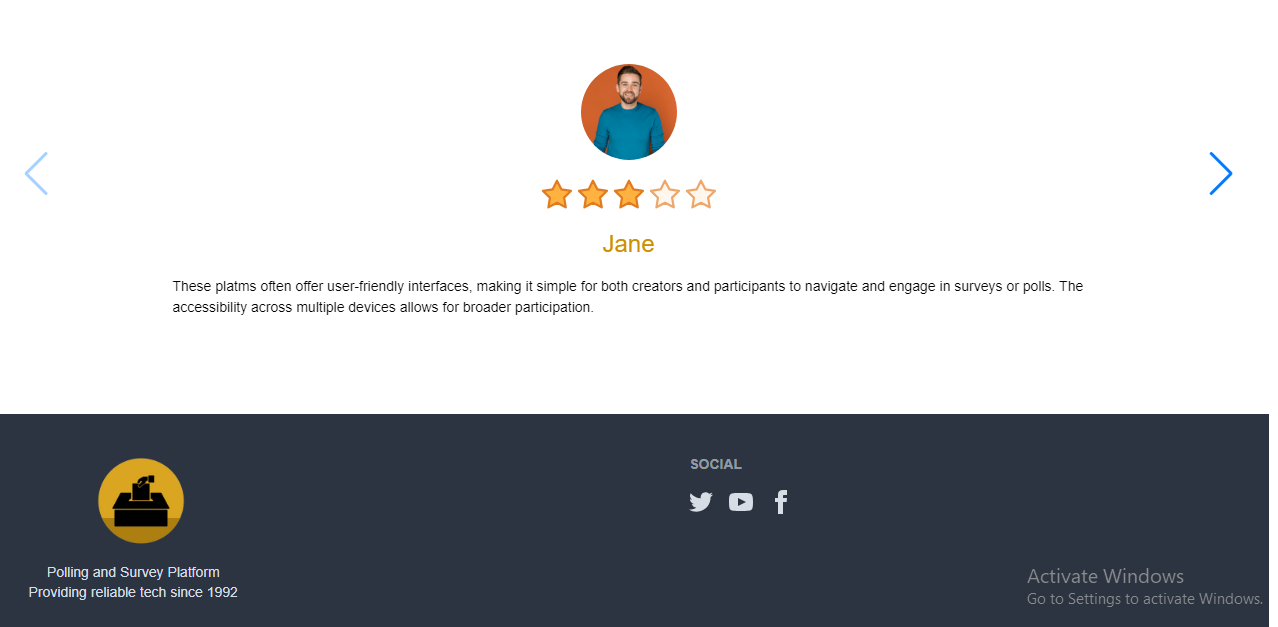 Jane
These platms often offer user-friendly interfaces, making it simple for both creators and participants to navigate and engage in surveys or polls. The
accessibility across multiple devices allows for broader participation.
SOCIAL
Polling and Survey Platform
Providing reliable tech since 1992
Activate Windows
Go to Settings to activate Windows.